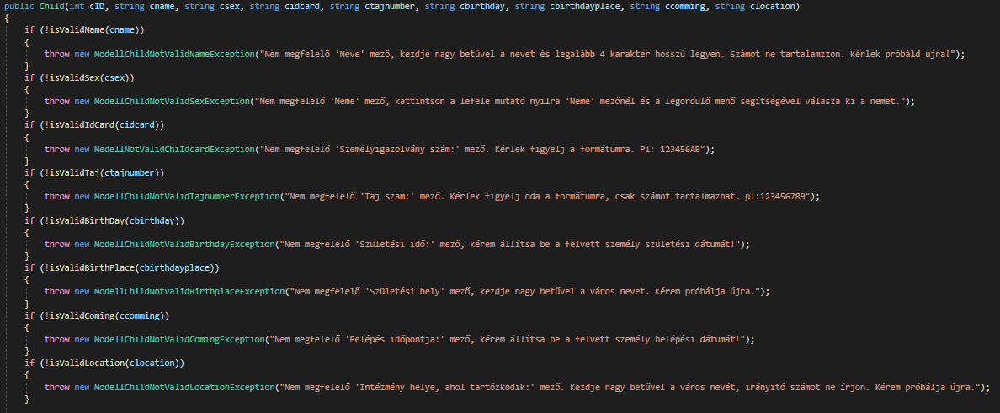 public Child(int cID, string cname, string csex, string cidcard, string ctajnumber, string cbirthday, string cbirthdayplace, string ccomming, string clocation)
{
if (!isValidName(cname))
{
throw new ModellChildNotValidNameException("Nem megfelelő 'Neve' mező, kezdje nagy betűvel a nevet és legalább 4 karakter hosszú legyen. Számot ne tartalamzzon. Kérlek próbáld újra!");
}
if (!isValidSex(csex))
{
throw new ModellChildNotValidSexException("Nem megfelelő 'Neme' mező, kattintson a lefele mutató nyilra 'Neme' mezőnél és a legördülő menő segítségével válasza ki a nemet.");
}
if (!isValidIdCard(cidcard))
{
throw new MedellNotValidChiIdcardException("Nem megfelelő 'Személyigazolvány szám:' mező. Kérlek figyelj a formátumra. Pl: 123456AB");
}
if (!isValidTaj(ctajnumber))
{
throw new ModellChildNotValidTajnumberException("Nem megfelelő 'Taj szam:' mező. Kérlek figyelj oda a formátumra, csak számot tartalmazhat. pl:123456789");
}
if (!isValidBirthDay(cbirthday))
{
throw new ModellChildNotValidBirthdayException("Nem megfelelő 'Születési idő:' mező, kérem állítsa be a felvett személy születési dátumát!");
}
if (!isValidBirthPlace(cbirthdayplace))
{
throw new ModellChildNotValidBirthplaceException("Nem megfelelő 'Születési hely' mező, kezdje nagy betűvel a város nevet. Kérem próbálja újra.");
}
if (!isValidComing(ccomming))
{
throw new ModellChildNotValidComingException("Nem megfelelő 'Belépés időpontja:' mező, kérem állítsa be a felvett személy belépési dátumát!");
}
if (!isValidLocation(clocation))
{
throw new ModellChildNotValidLocationException("Nem megfelelő 'Intézmény helye, ahol tartózkodik:' mező. Kezdje nagy betűvel a város nevét, irányitó számot ne írjon. Kérem próbálja újra.");
}